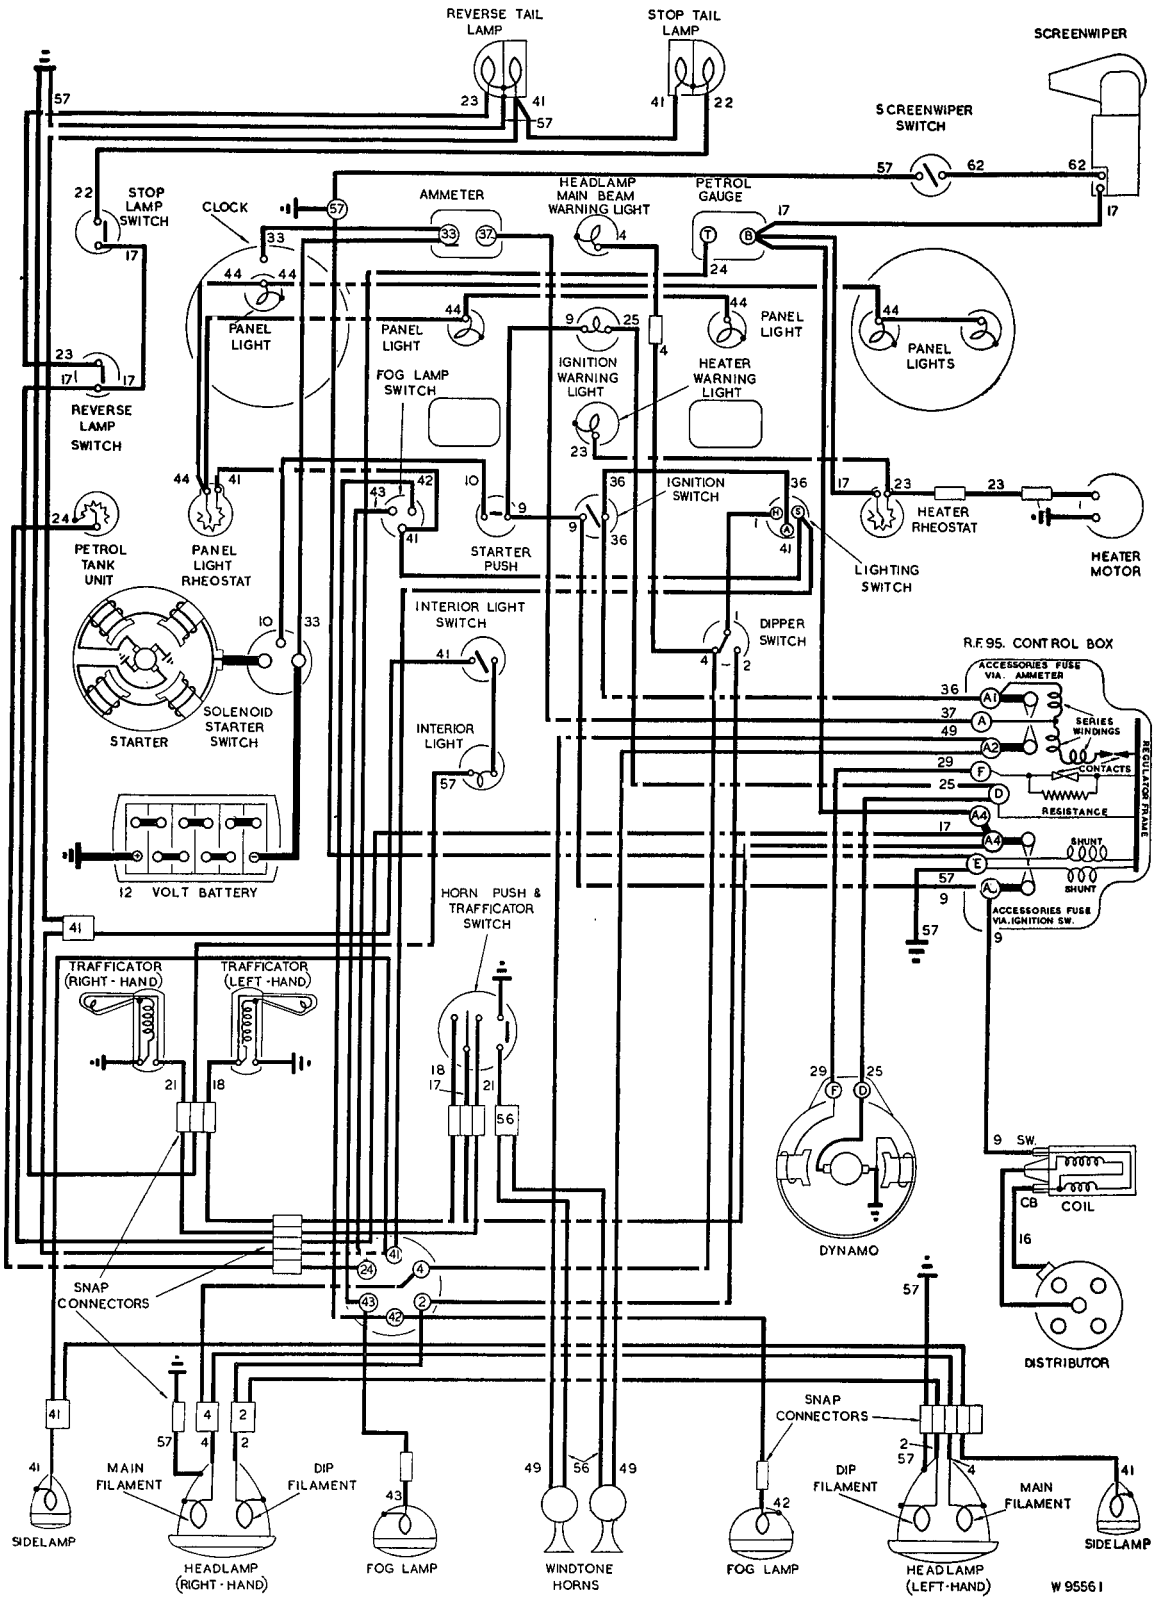 REVERSE TAIL
LAMP
STOP TAIL
LAMP
SCREENWIPER
57
23
41
57
41
22
SCREENWIPER
SWITCH
57
62
62
17
22
STOP
LAMP
SWITCH
17
CLOCK
57
33
AMMETER
33
37
HEADLAMP
MAIN BEAM
WARNING LIGHT
4
PETROL
GAUGE
T
B
17
24
44
44
PANEL
LIGHT
PANEL
LIGHT
44
9
25
IGNITION
WARNING
LIGHT
4
44
PANEL
LIGHT
HEATER
WARNING
LIGHT
44
PANEL
LIGHTS
23
17
17
REVERSE
LAMP
SWITCH
FOG LAMP
SWITCH
23
44
41
43
42
41
10
9
STARTER
PUSH
36
9
36
IGNITION
SWITCH
36
H
S
A
1
41
LIGHTING
SWITCH
17
23
23
HEATER
RHEOSTAT
HEATER
MOTOR
24
PETROL
TANK
UNIT
PANEL
LIGHT
RHEOSTAT
10
33
SOLENOID
STARTER
SWITCH
STARTER
INTERIOR LIGHT
SWITCH
41
INTERIOR
LIGHT
57
1
DIPPER
SWITCH
4
2
R.F. 95. CONTROL BOX
ACCESSORIES FUSE
VIA. AMMETER
36
A1
37
A
49
A2
SERIES
WINDINGS
29
F
CONTACTS
25
D
RESISTANCE
A4
17
A4
SHUNT
E
57
SHUNT
9
ACCESSORIES FUSE
VIA. IGNITION SW.
REGULATOR FRAME
57
9
12 VOLT BATTERY
41
HORN PUSH &
TRAFFICATOR
SWITCH
TRAFFICATOR
(RIGHT-HAND)
TRAFFICATOR
(LEFT-HAND)
21
18
18
17
21
56
29
25
F
D
DYNAMO
9
SW.
CB
COIL
16
DISTRIBUTOR
SNAP
CONNECTORS
41
24
4
43
2
42
57
41
4
2
57
4
2
SNAP
CONNECTORS
2
57
4
41
SIDELAMP
MAIN
FILAMENT
DIP
FILAMENT
HEADLAMP
(RIGHT-HAND)
43
FOG LAMP
49
56
49
WINDTONE
HORNS
42
FOG LAMP
DIP
FILAMENT
MAIN
FILAMENT
HEADLAMP
(LEFT-HAND)
41
SIDELAMP
W 95561